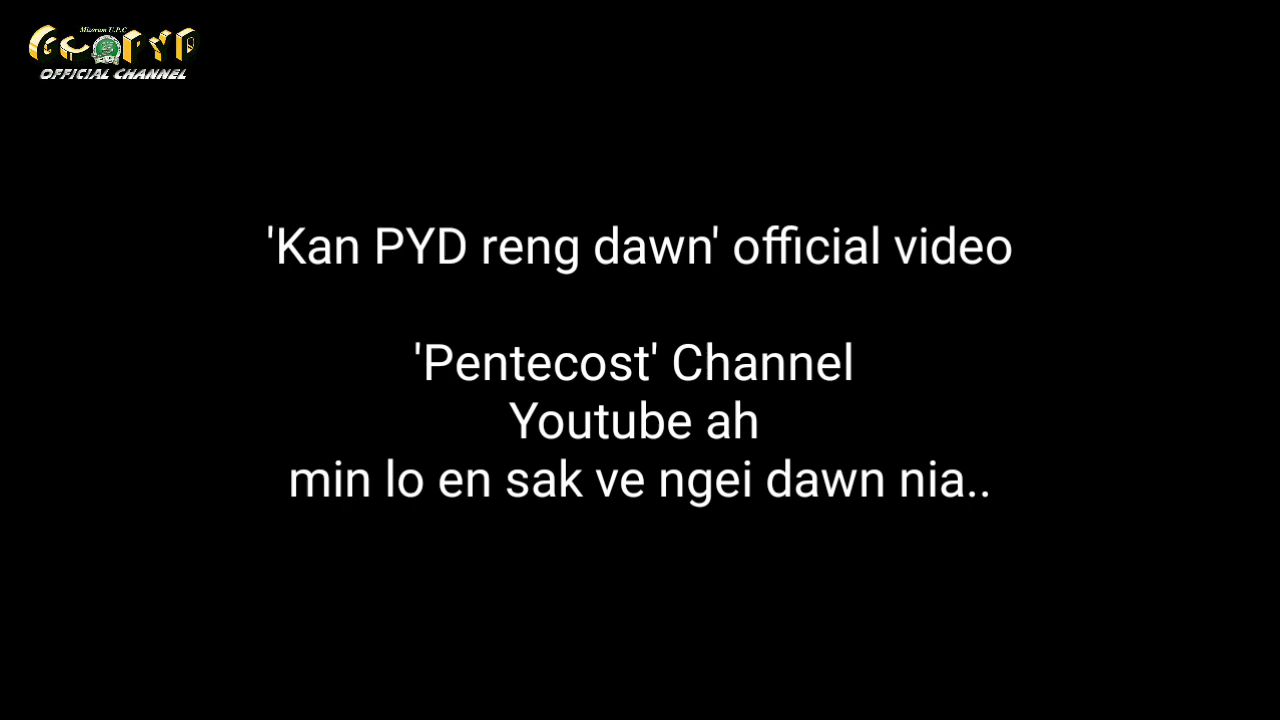 Mizoram U.P.C
OFFICIAL CHANNEL
'Kan PYD reng dawn' official video
'Pentecost' Channel
Youtube ah
min lo en sak ve ngei dawn nia..